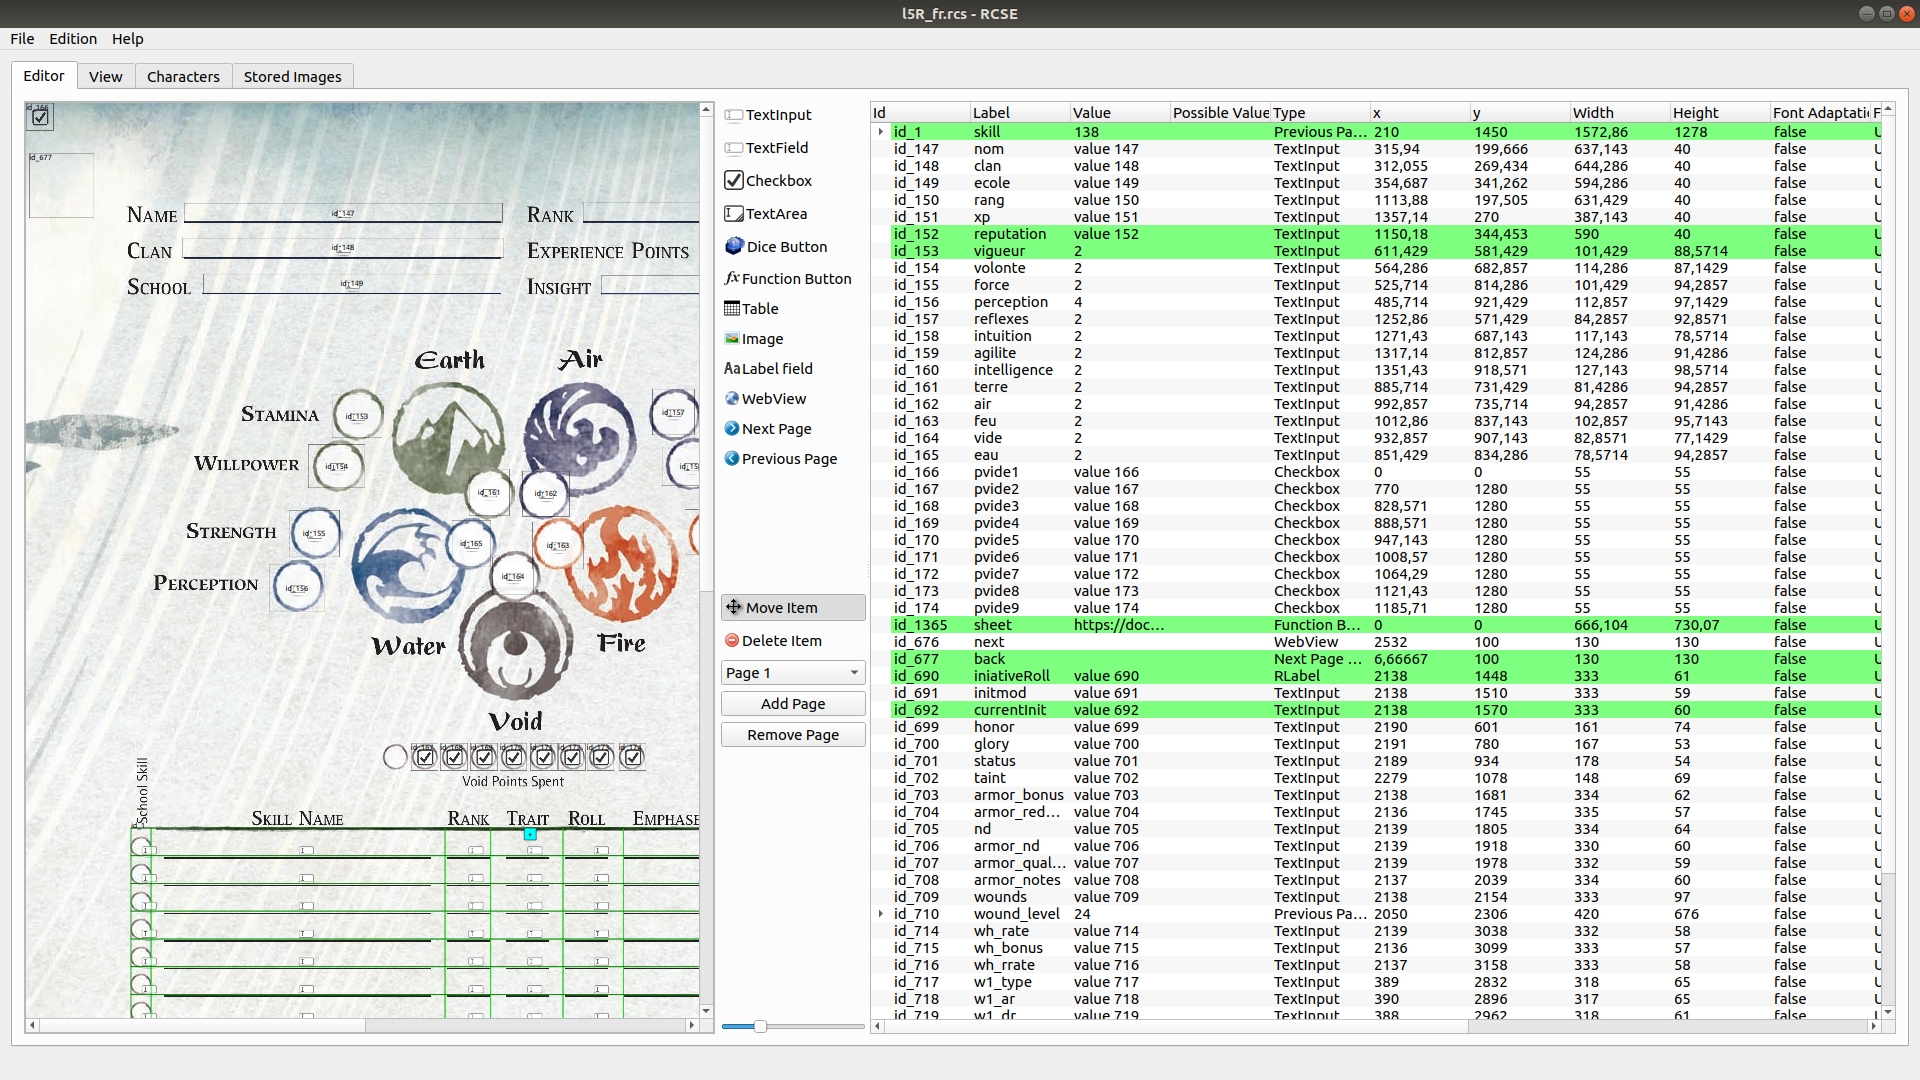 l5R_fr.rcs - RCSE
File Edition Help
Editor View Characters Stored Images
id_166
id_677
NAME id_147 RANK
CLAN id_148 EXPERIENCE POINTS
SCHOOL id_149 INSIGHT
Earth Air
STAMINA id_153 id_157
WILLPOWER id_154
id_161 id_162
STRENGTH id_155 id_165 id_163
PERCEPTION id_156 id_164
Water Fire
Void
Void Points Spent
School Skill
SKILL NAME RANK TRAIT ROLL EMPHASE
TextInput
TextField
Checkbox
TextArea
Dice Button
fx Function Button
Table
Image
Aa Label field
WebView
Next Page
Previous Page
Move Item
Delete Item
Page 1
Add Page
Remove Page
Id Label Value Possible Value Type x y Width Height Font Adaptatio
id_1 skill 138 Previous Pa... 210 1450 1572,86 1278 false
id_147 nom value 147 TextInput 315,94 199,666 637,143 40 false
id_148 clan value 148 TextInput 312,055 269,434 644,286 40 false
id_149 ecole value 149 TextInput 354,687 341,262 594,286 40 false
id_150 rang value 150 TextInput 1113,88 197,505 631,429 40 false
id_151 xp value 151 TextInput 1357,14 270 387,143 40 false
id_152 reputation value 152 TextInput 1150,18 344,453 590 40 false
id_153 vigueur 2 TextInput 611,429 581,429 101,429 88,5714 false
id_154 volonte 2 TextInput 564,286 682,857 114,286 87,1429 false
id_155 force 2 TextInput 525,714 814,286 101,429 94,2857 false
id_156 perception 4 TextInput 485,714 921,429 112,857 97,1429 false
id_157 reflexes 2 TextInput 1252,86 571,429 84,2857 92,8571 false
id_158 intuition 2 TextInput 1271,43 687,143 117,143 78,5714 false
id_159 agilite 2 TextInput 1317,14 812,857 124,286 91,4286 false
id_160 intelligence 2 TextInput 1351,43 918,571 127,143 98,5714 false
id_161 terre 2 TextInput 885,714 731,429 81,4286 94,2857 false
id_162 air 2 TextInput 992,857 735,714 94,2857 91,4286 false
id_163 feu 2 TextInput 1012,86 837,143 102,857 95,7143 false
id_164 vide 2 TextInput 932,857 907,143 82,8571 77,1429 false
id_165 eau 2 TextInput 851,429 834,286 78,5714 94,2857 false
id_166 pvide1 value 166 Checkbox 0 0 55 55 false
id_167 pvide2 value 167 Checkbox 770 1280 55 55 false
id_168 pvide3 value 168 Checkbox 828,571 1280 55 55 false
id_169 pvide4 value 169 Checkbox 888,571 1280 55 55 false
id_170 pvide5 value 170 Checkbox 947,143 1280 55 55 false
id_171 pvide6 value 171 Checkbox 1008,57 1280 55 55 false
id_172 pvide7 value 172 Checkbox 1064,29 1280 55 55 false
id_173 pvide8 value 173 Checkbox 1121,43 1280 55 55 false
id_174 pvide9 value 174 Checkbox 1185,71 1280 55 55 false
id_1365 sheet https://doc... Function B... 0 0 666,104 730,07 false
id_676 next WebView 2532 100 130 130 false
id_677 back Next Page ... 6,66667 100 130 130 false
id_690 iniativeRoll value 690 RLabel 2138 1448 333 61 false
id_691 initmod value 691 TextInput 2138 1510 333 59 false
id_692 currentInit value 692 TextInput 2138 1570 333 60 false
id_699 honor value 699 TextInput 2190 601 161 74 false
id_700 glory value 700 TextInput 2191 780 167 53 false
id_701 status value 701 TextInput 2189 934 178 54 false
id_702 taint value 702 TextInput 2279 1078 148 69 false
id_703 armor_bonus value 703 TextInput 2138 1681 334 62 false
id_704 armor_red... value 704 TextInput 2136 1745 335 57 false
id_705 nd value 705 TextInput 2139 1805 334 64 false
id_706 armor_nd value 706 TextInput 2139 1918 330 60 false
id_707 armor_qual... value 707 TextInput 2139 1978 332 59 false
id_708 armor_notes value 708 TextInput 2137 2039 334 60 false
id_709 wounds value 709 TextInput 2138 2154 333 97 false
id_710 wound_level 24 Previous Pa... 2050 2306 420 676 false
id_714 wh_rate value 714 TextInput 2139 3038 332 58 false
id_715 wh_bonus value 715 TextInput 2136 3099 333 57 false
id_716 wh_rrate value 716 TextInput 2137 3158 333 58 false
id_717 w1_type value 717 TextInput 389 2832 318 65 false
id_718 w1_ar value 718 TextInput 390 2896 317 65 false
id_719 w1_dr value 719 TextInput 388 2962 318 61 false